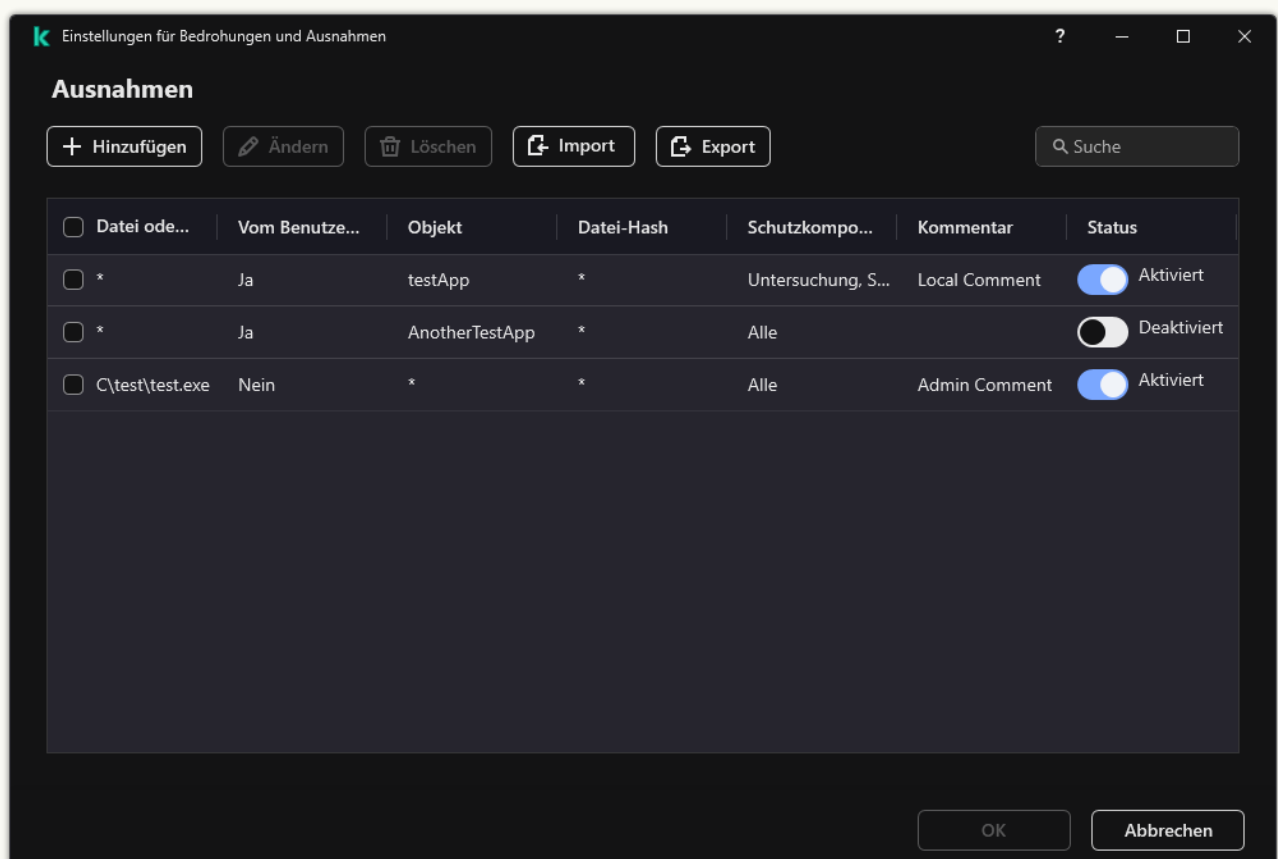 Einstellungen für Bedrohungen und Ausnahmen
?
Ausnahmen
Hinzufügen Ändern Löschen Import Export Suche
Datei ode... Vom Benutze... Objekt Datei-Hash Schutzkompo... Kommentar Status
* Ja testApp * Untersuchung, S... Local Comment Aktiviert
* Ja AnotherTestApp * Alle Deaktiviert
C\test\test.exe Nein * * Alle Admin Comment Aktiviert
OK Abbrechen